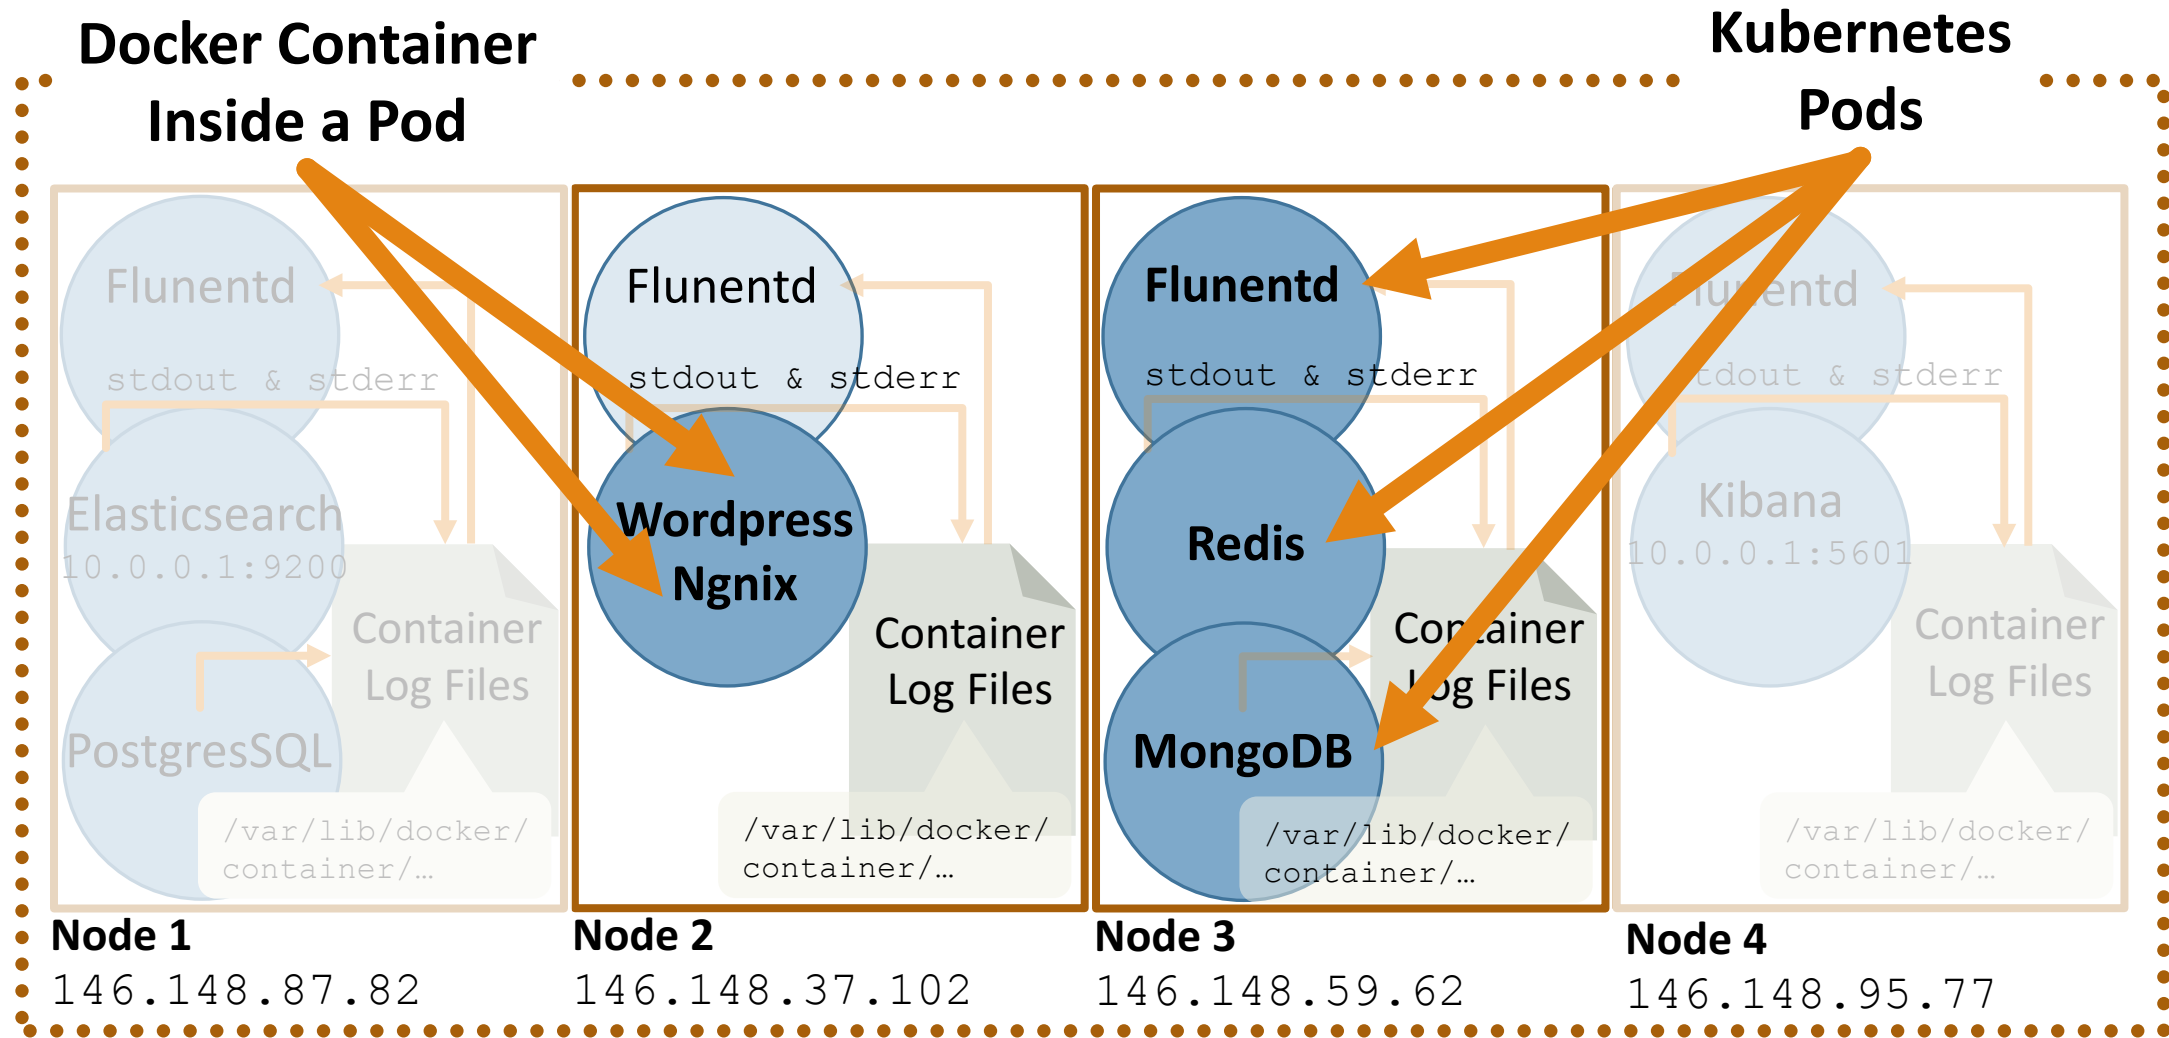 Docker Container
Inside a Pod
Kubernetes
Pods
Flunentd
stdout & stderr
Elasticsearch
10.0.0.1:9200
PostgresSQL
Container
Log Files
/var/lib/docker/
container/…
Node 1
146.148.87.82
Flunentd
stdout & stderr
Wordpress
Ngnix
Container
Log Files
/var/lib/docker/
container/…
Node 2
146.148.37.102
Flunentd
stdout & stderr
Redis
MongoDB
Container
Log Files
/var/lib/docker/
container/…
Node 3
146.148.59.62
Flunentd
stdout & stderr
Kibana
10.0.0.1:5601
Container
Log Files
/var/lib/docker/
container/…
Node 4
146.148.95.77